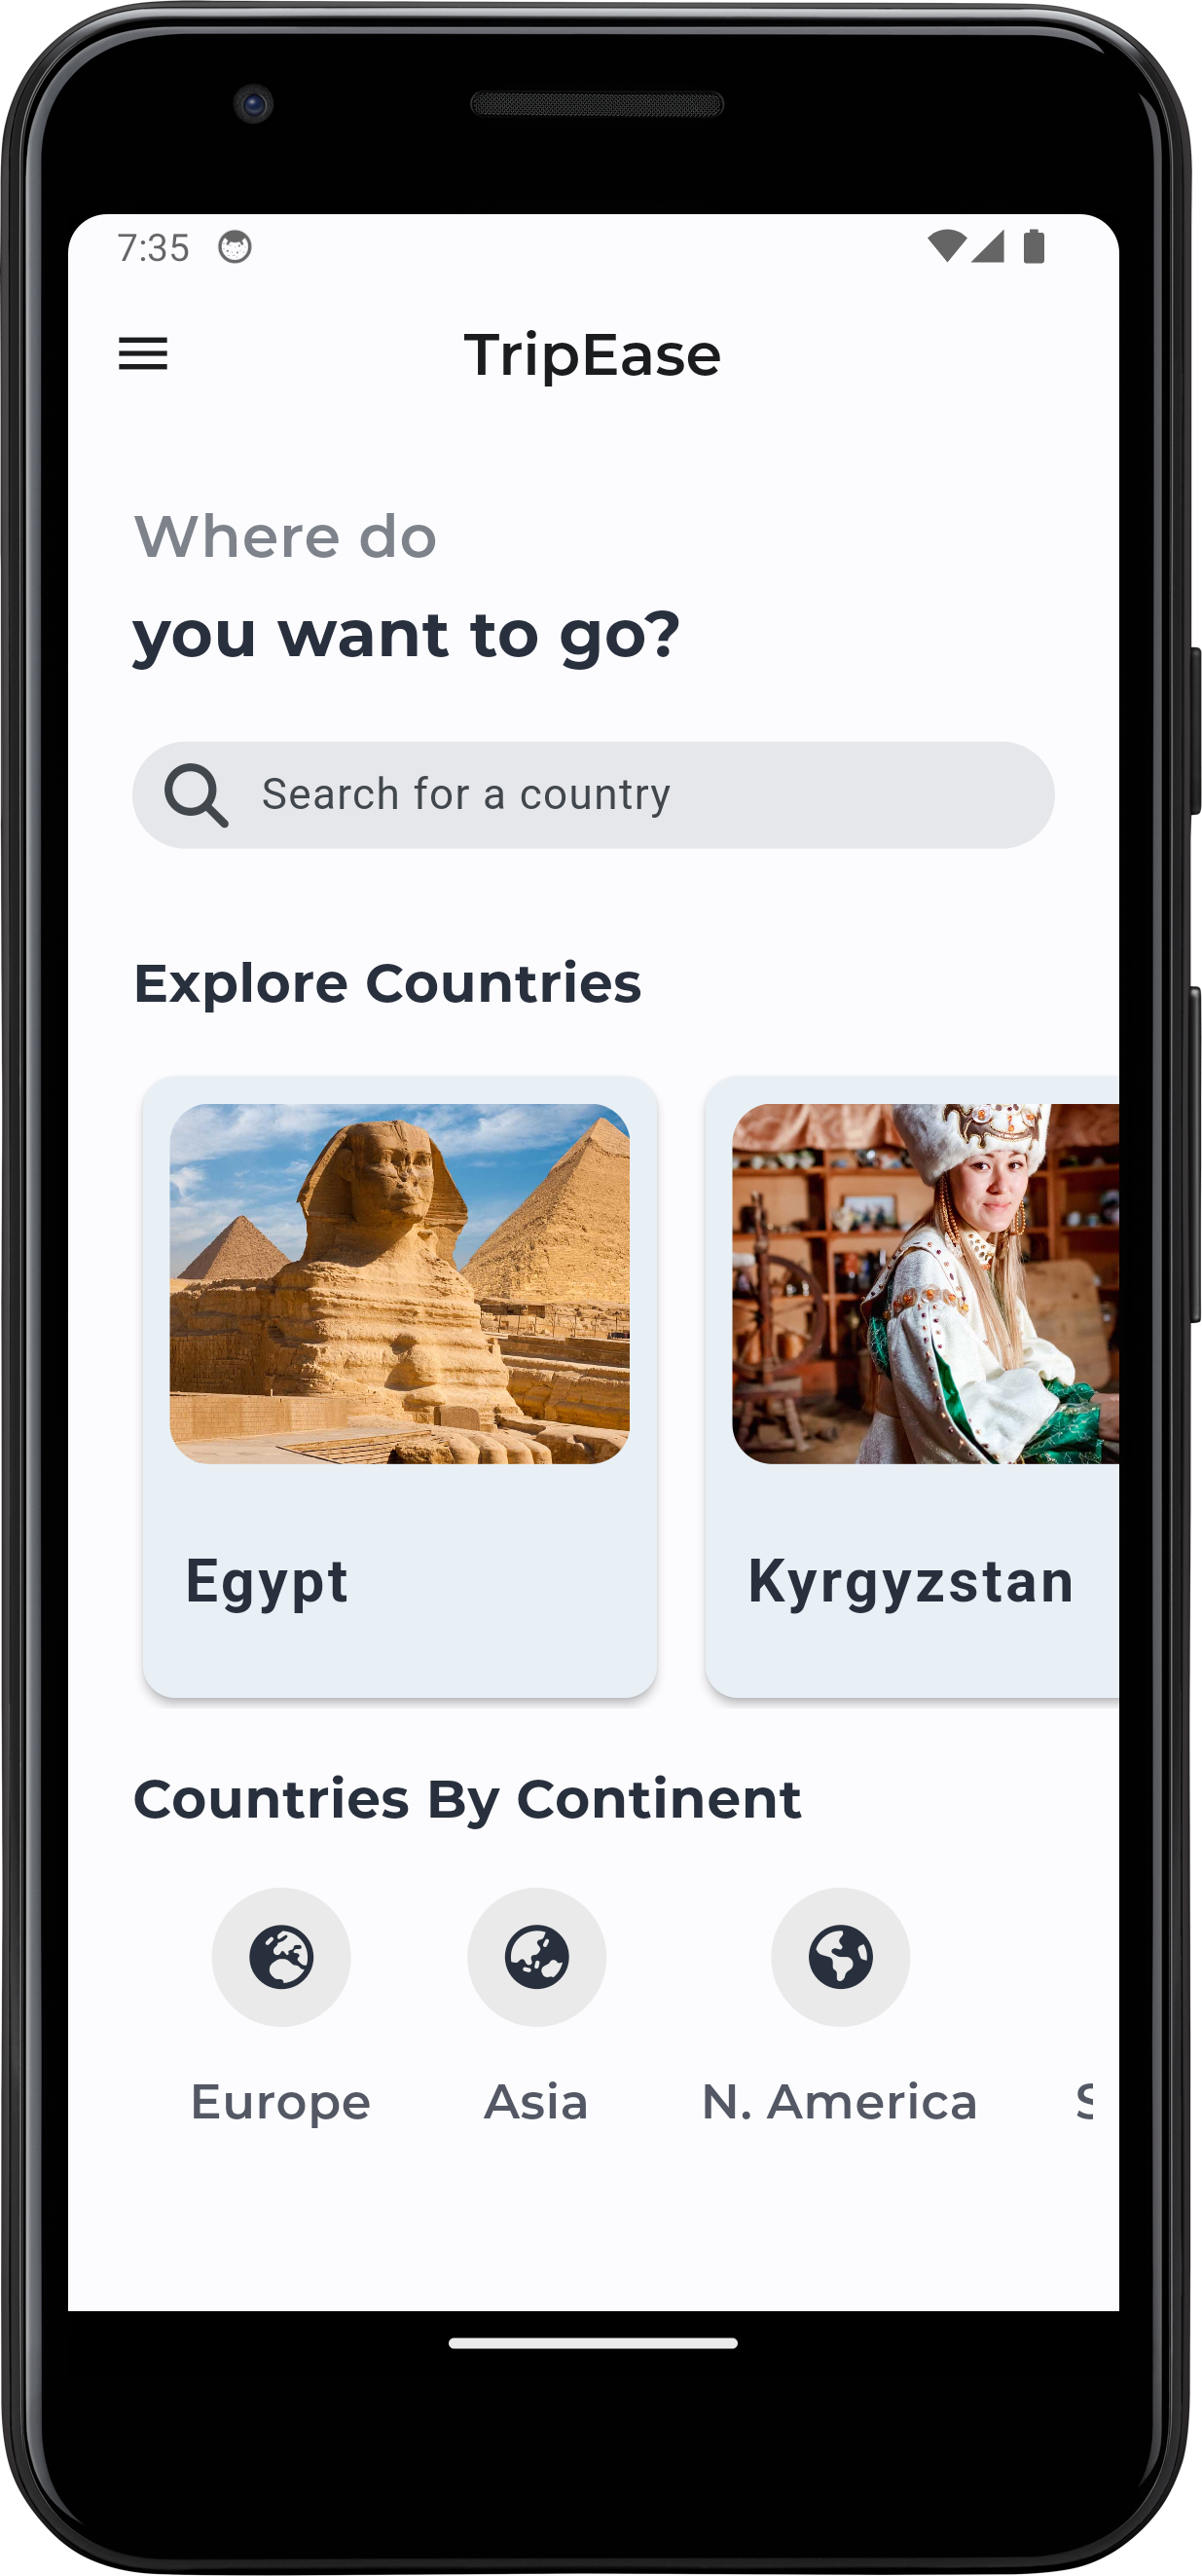 7:35
TripEase
Where do
you want to go?
Search for a country
Explore Countries
Egypt
Kyrgyzstan
Countries By Continent
Europe
Asia
N. America
S